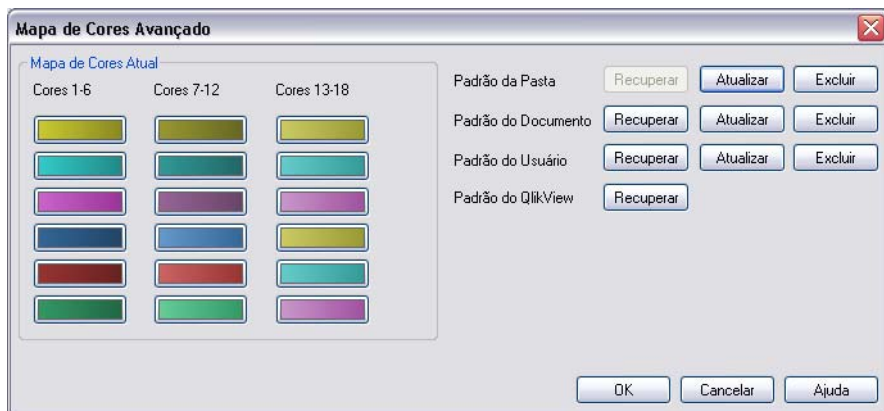 Mapa de Cores Avançado
Mapa de Cores Atual
Cores 1-6 Cores 7-12 Cores 13-18
Padrão da Pasta Recuperar Atualizar Excluir
Padrão do Documento Recuperar Atualizar Excluir
Padrão do Usuário Recuperar Atualizar Excluir
Padrão do QlikView Recuperar
OK Cancelar Ajuda